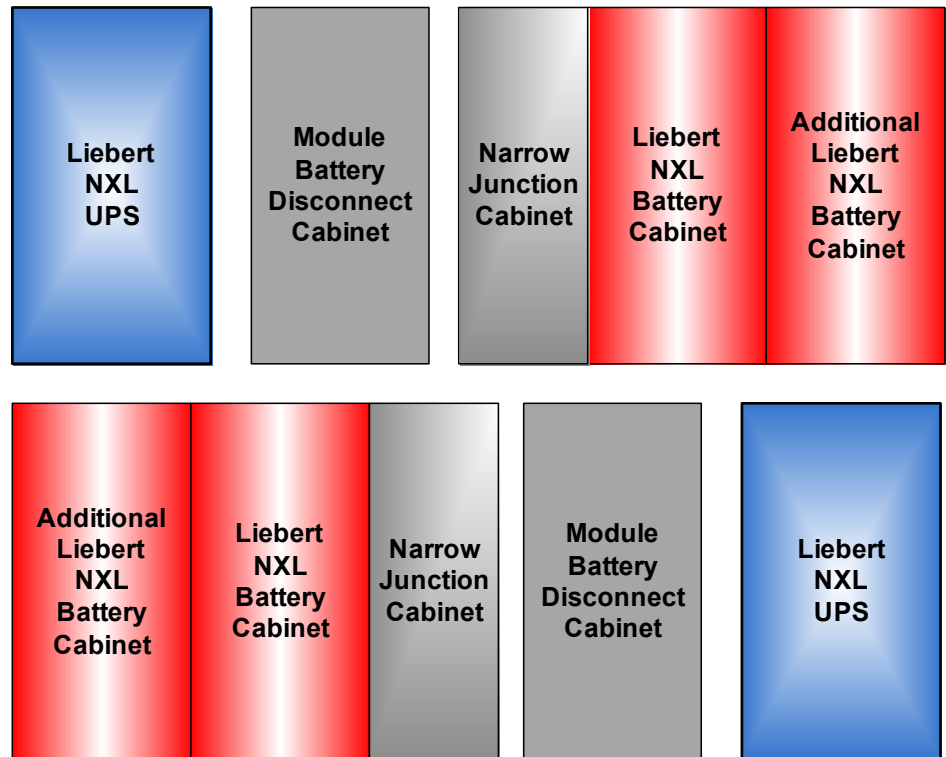 Liebert
NXL
UPS
Module
Battery
Disconnect
Cabinet
Narrow
Junction
Cabinet
Liebert
NXL
Battery
Cabinet
Additional
Liebert
NXL
Battery
Cabinet
Additional
Liebert
NXL
Battery
Cabinet
Liebert
NXL
Battery
Cabinet
Narrow
Junction
Cabinet
Module
Battery
Disconnect
Cabinet
Liebert
NXL
UPS